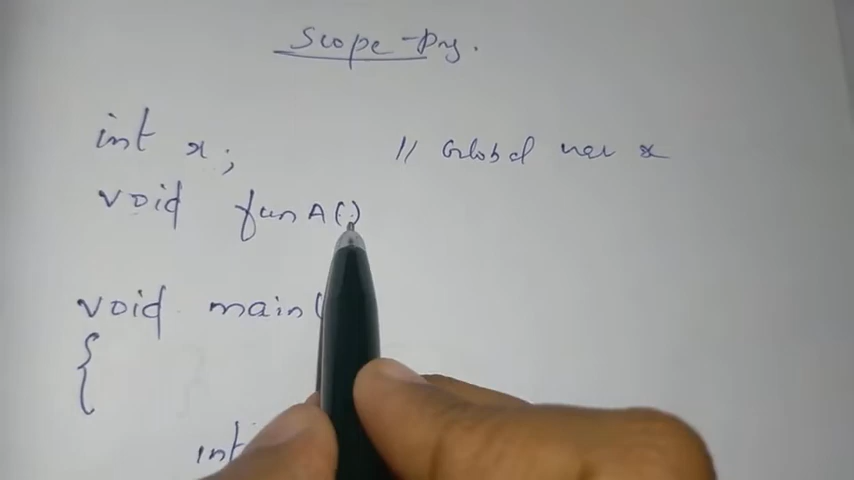 Scope - Prg.
int x;
// Global var x
void funA()
void main(
{
int